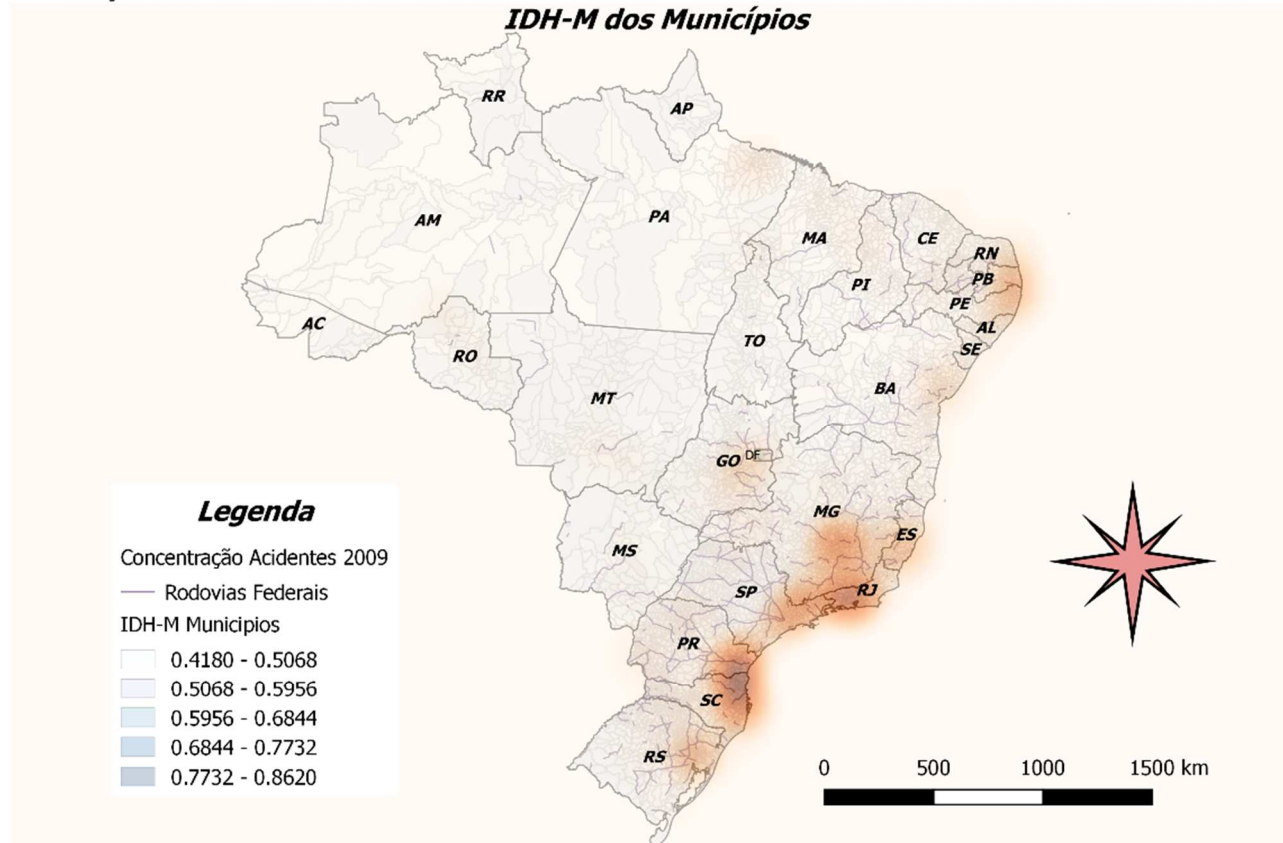 IDH-M dos Municípios
RR
AP
AM
PA
MA
CE
RN
PB
PI
PE
AL
SE
AC
RO
TO
BA
MT
GO
DF
MG
ES
MS
SP
RJ
PR
SC
RS
Legenda
Concentração Acidentes 2009
Rodovias Federais
IDH-M Municipios
0.4180 - 0.5068
0.5068 - 0.5956
0.5956 - 0.6844
0.6844 - 0.7732
0.7732 - 0.8620
0 500 1000 1500 km